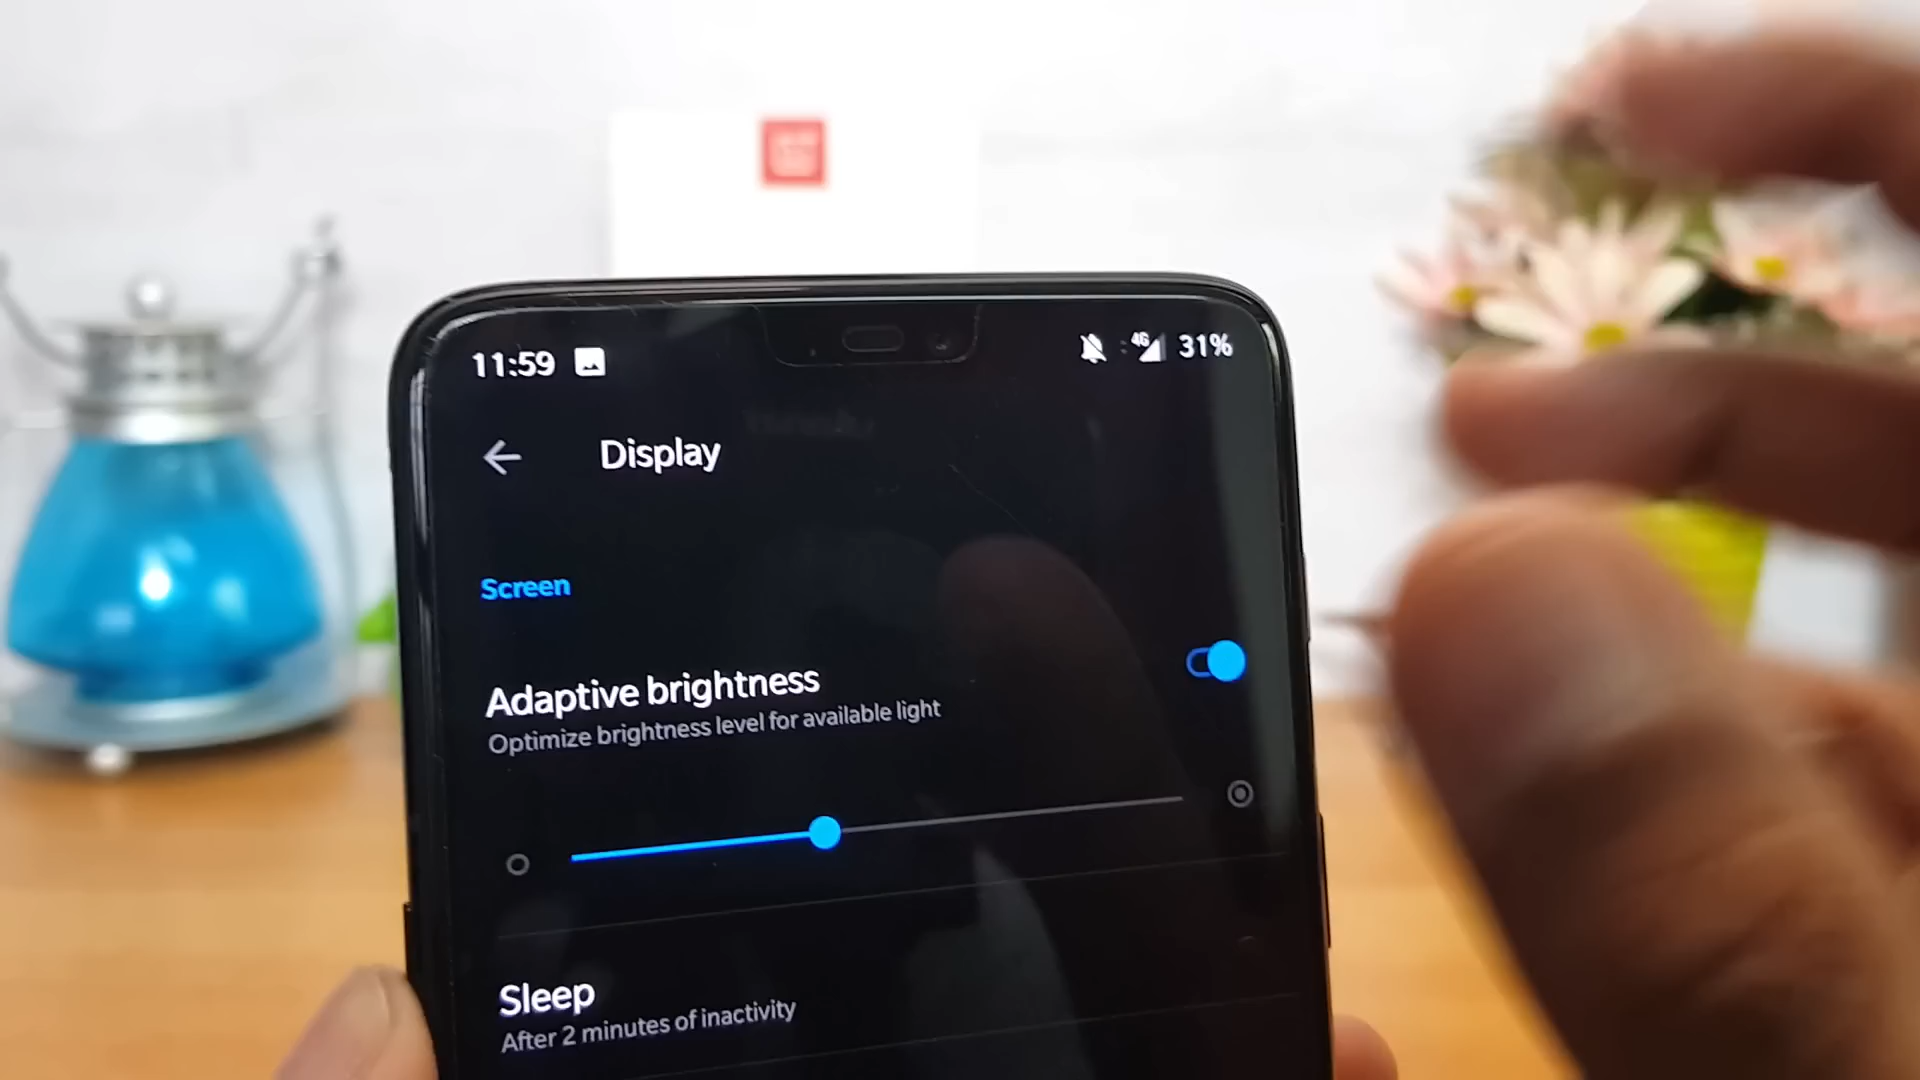 11:59 4G 31%
Display
Screen
Adaptive brightness
Optimize brightness level for available light
Sleep
After 2 minutes of inactivity